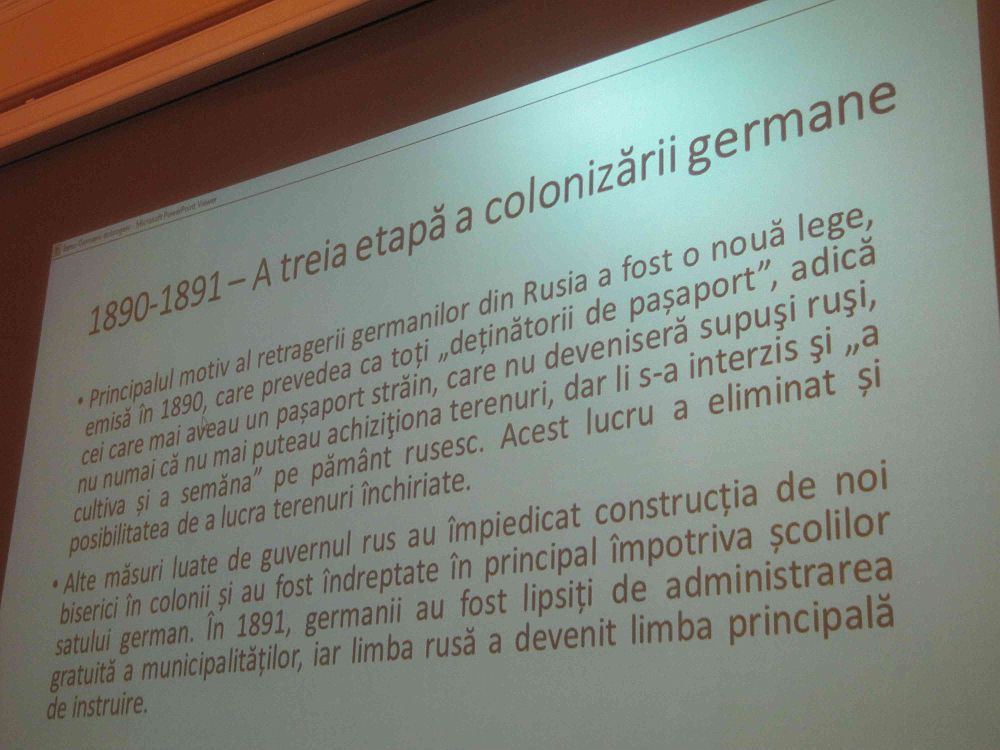 Microsoft PowerPoint Viewer
1890-1891 – A treia etapă a colonizării germane
• Principalul motiv al retragerii germanilor din Rusia a fost o nouă lege,
emisă în 1890, care prevedea ca toți „deținătorii de pașaport”, adică
cei care mai aveau un pașaport străin, care nu deveniseră supuşi ruşi,
nu numai că nu mai puteau achiziţiona terenuri, dar li s-a interzis şi „a
cultiva și a semăna” pe pământ rusesc. Acest lucru a eliminat și
posibilitatea de a lucra terenuri închiriate.
• Alte măsuri luate de guvernul rus au împiedicat construcția de noi
biserici în colonii și au fost îndreptate în principal împotriva școlilor
satului german. În 1891, germanii au fost lipsiți de administrarea
gratuită a municipalităților, iar limba rusă a devenit limba principală
de instruire.